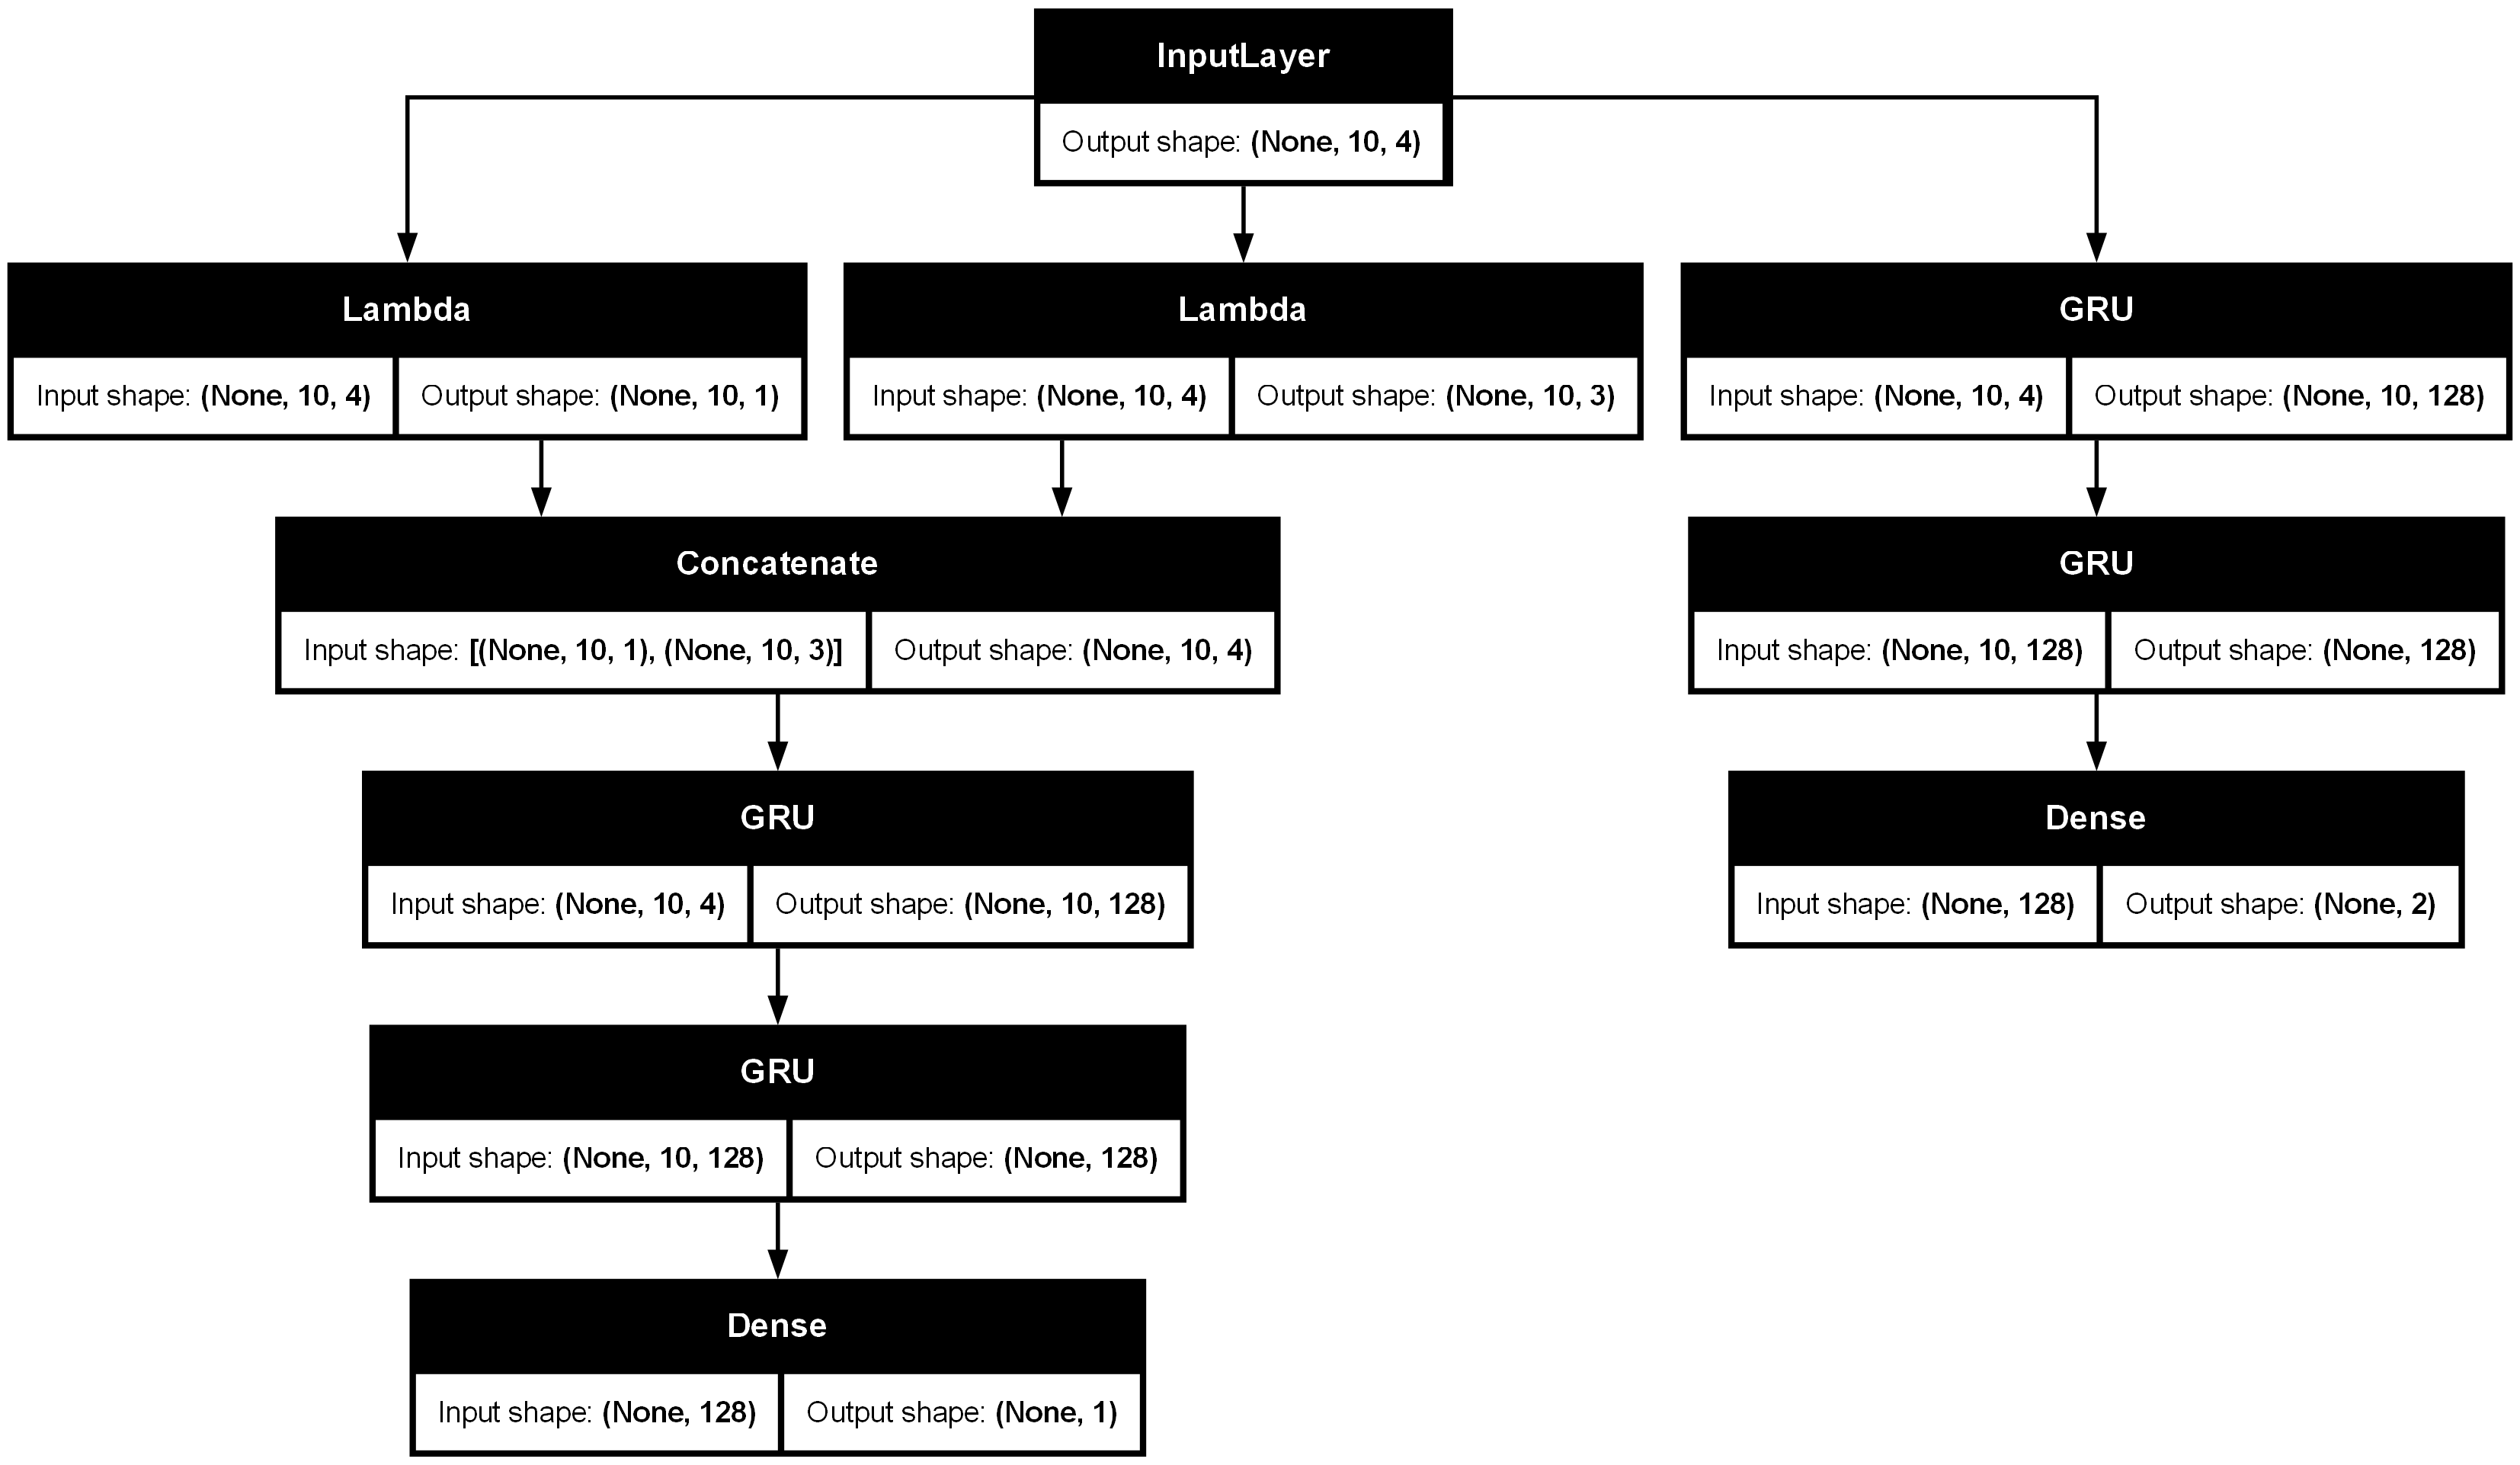 InputLayer
Output shape: (None, 10, 4)
Lambda
Input shape: (None, 10, 4) Output shape: (None, 10, 1)
Lambda
Input shape: (None, 10, 4) Output shape: (None, 10, 3)
GRU
Input shape: (None, 10, 4) Output shape: (None, 10, 128)
Concatenate
Input shape: [(None, 10, 1), (None, 10, 3)] Output shape: (None, 10, 4)
GRU
Input shape: (None, 10, 128) Output shape: (None, 128)
GRU
Input shape: (None, 10, 4) Output shape: (None, 10, 128)
Dense
Input shape: (None, 128) Output shape: (None, 2)
GRU
Input shape: (None, 10, 128) Output shape: (None, 128)
Dense
Input shape: (None, 128) Output shape: (None, 1)